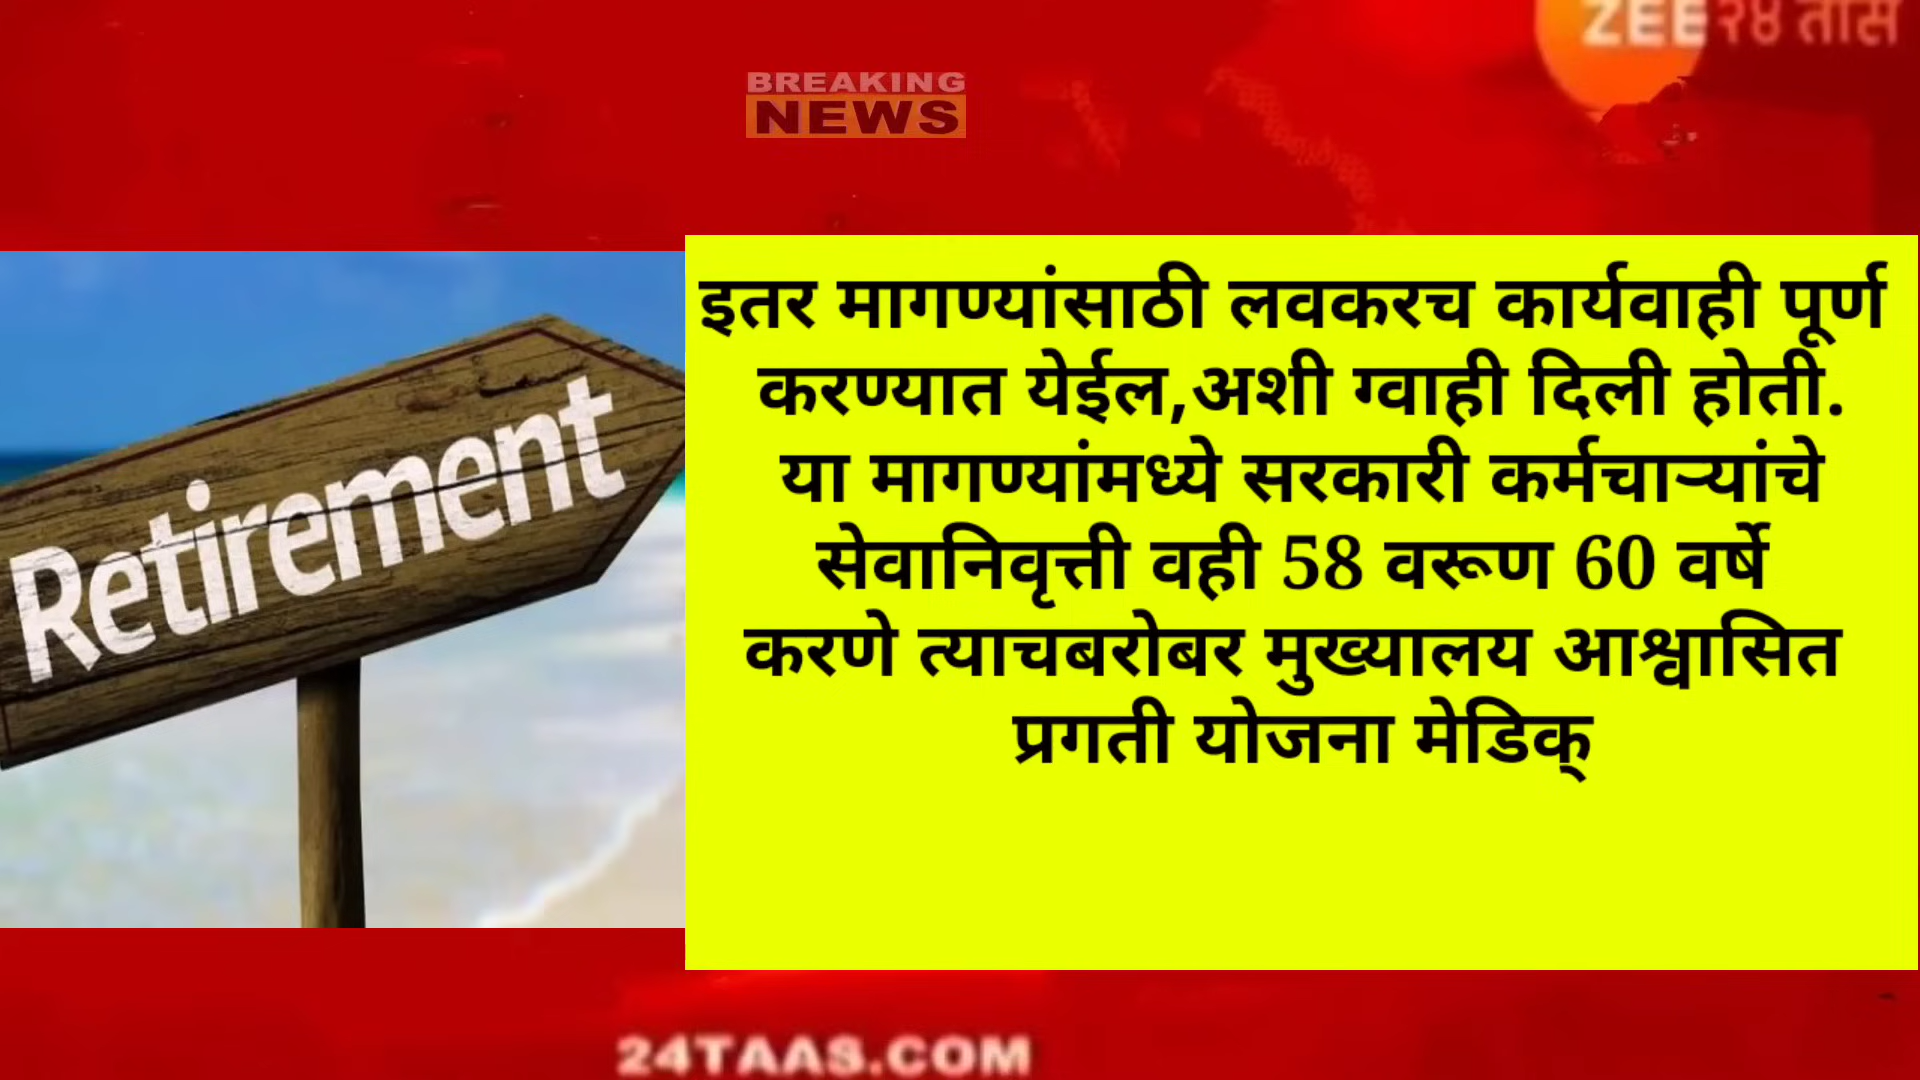 ZEE २४ तास
BREAKING
NEWS
इतर मागण्यांसाठी लवकरच कार्यवाही पूर्ण
करण्यात येईल,अशी ग्वाही दिली होती.
या मागण्यांमध्ये सरकारी कर्मचाऱ्यांचे
सेवानिवृत्ती वही 58 वरूण 60 वर्षे
करणे त्याचबरोबर मुख्यालय आश्वासित
प्रगती योजना मेडिक्
Retirement
24TAAS.COM